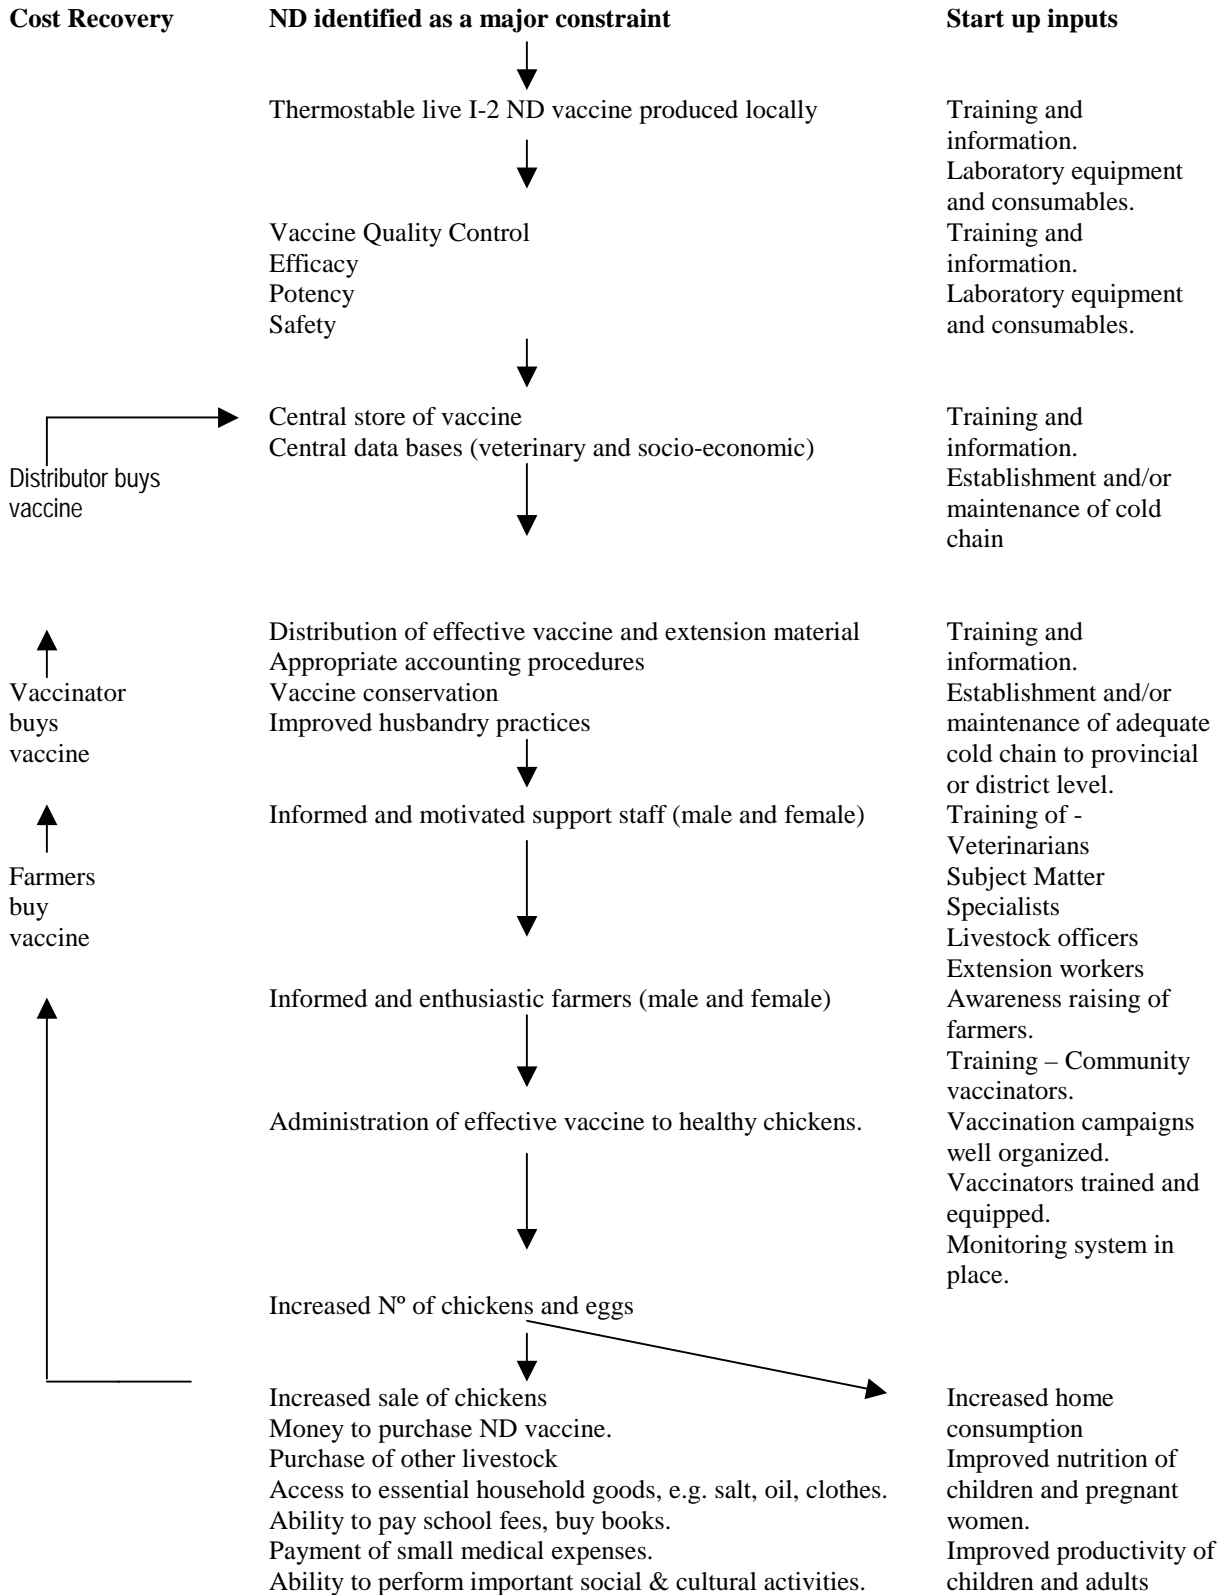 Cost Recovery
ND identified as a major constraint
Start up inputs
Thermostable live I-2 ND vaccine produced locally
Training and
information.
Laboratory equipment
and consumables.
Vaccine Quality Control
Efficacy
Potency
Safety
Training and
information.
Laboratory equipment
and consumables.
Central store of vaccine
Central data bases (veterinary and socio-economic)
Training and
information.
Establishment and/or
maintenance of cold
chain
Distributor buys
vaccine
Distribution of effective vaccine and extension material
Appropriate accounting procedures
Vaccine conservation
Improved husbandry practices
Training and
information.
Establishment and/or
maintenance of adequate
cold chain to provincial
or district level.
Vaccinator
buys
vaccine
Informed and motivated support staff (male and female)
Training of -
Veterinarians
Subject Matter
Specialists
Livestock officers
Extension workers
Farmers
buy
vaccine
Informed and enthusiastic farmers (male and female)
Awareness raising of
farmers.
Training – Community
vaccinators.
Administration of effective vaccine to healthy chickens.
Vaccination campaigns
well organized.
Vaccinators trained and
equipped.
Monitoring system in
place.
Increased Nº of chickens and eggs
Increased sale of chickens
Money to purchase ND vaccine.
Purchase of other livestock
Access to essential household goods, e.g. salt, oil, clothes.
Ability to pay school fees, buy books.
Payment of small medical expenses.
Ability to perform important social & cultural activities.
Increased home
consumption
Improved nutrition of
children and pregnant
women.
Improved productivity of
children and adults